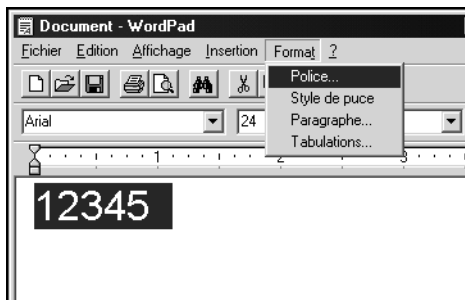 Document - WordPad
Fichier Edition Affichage Insertion Format ?
Police...
Style de puce
Arial 24 Paragraphe...
Tabulations...
1 2 3
12345